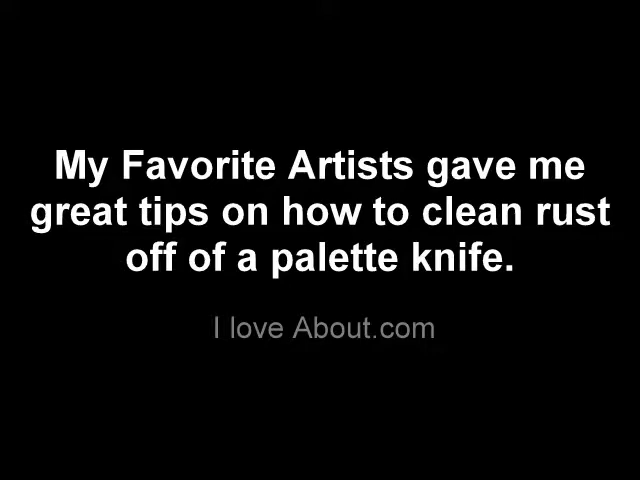 My Favorite Artists gave me
great tips on how to clean rust
off of a palette knife.
I love About.com